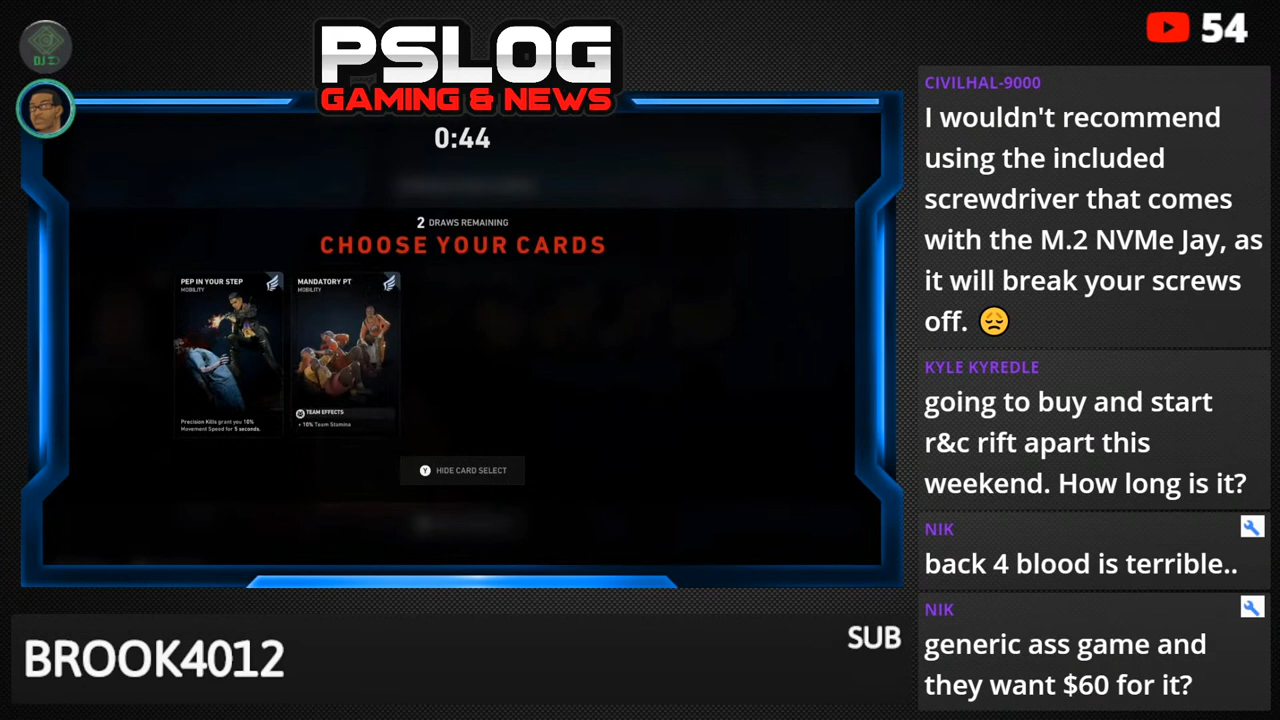 DJ
PSLOG
GAMING & NEWS
54
0:44
2 DRAWS REMAINING
CHOOSE YOUR CARDS
PEP IN YOUR STEP
MOBILITY
Precision Kills grant you 10%
Movement Speed for 5 seconds.
MANDATORY PT
MOBILITY
TEAM EFFECTS
+ 10% Team Stamina
Y HIDE CARD SELECT
BROOK4012
SUB
CIVILHAL-9000
I wouldn't recommend
using the included
screwdriver that comes
with the M.2 NVMe Jay, as
it will break your screws
off. 😞
KYLE KYREDLE
going to buy and start
r&c rift apart this
weekend. How long is it?
NIK
back 4 blood is terrible..
NIK
generic ass game and
they want $60 for it?